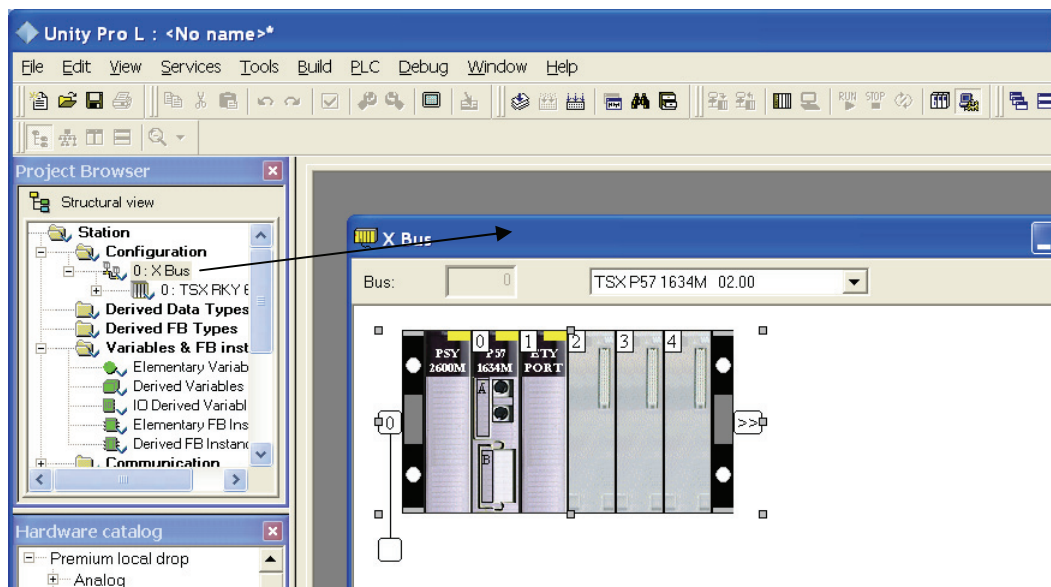 Unity Pro L : <No name>*
File Edit View Services Tools Build PLC Debug Window Help
RUN STOP
Project Browser
Structural view
Station
Configuration
0 : X Bus
0 : TSX RKY 6
Derived Data Types
Derived FB Types
Variables & FB inst
Elementary Variab
Derived Variables
IO Derived Variabl
Elementary FB Ins
Derived FB Instanc
Communication
Hardware catalog
Premium local drop
Analog
X Bus
Bus: 0 TSX P57 1634M 02.00
0 1 2 3 4
PSY P57 ETY
2600M 1634M PORT
A
0 >>
B